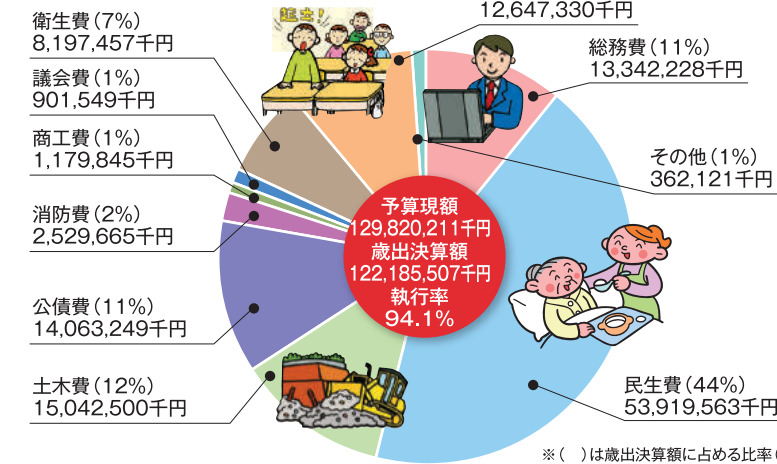 12,647,330千円
衛生費（7%）
8,197,457千円
議会費（1%）
901,549千円
商工費（1%）
1,179,845千円
消防費（2%）
2,529,665千円
公債費（11%）
14,063,249千円
土木費（12%）
15,042,500千円
総務費（11%）
13,342,228千円
その他（1%）
362,121千円
民生費（44%）
53,919,563千円
予算現額
129,820,211千円
歳出決算額
122,185,507千円
執行率
94.1%
※（　）は歳出決算額に占める比率